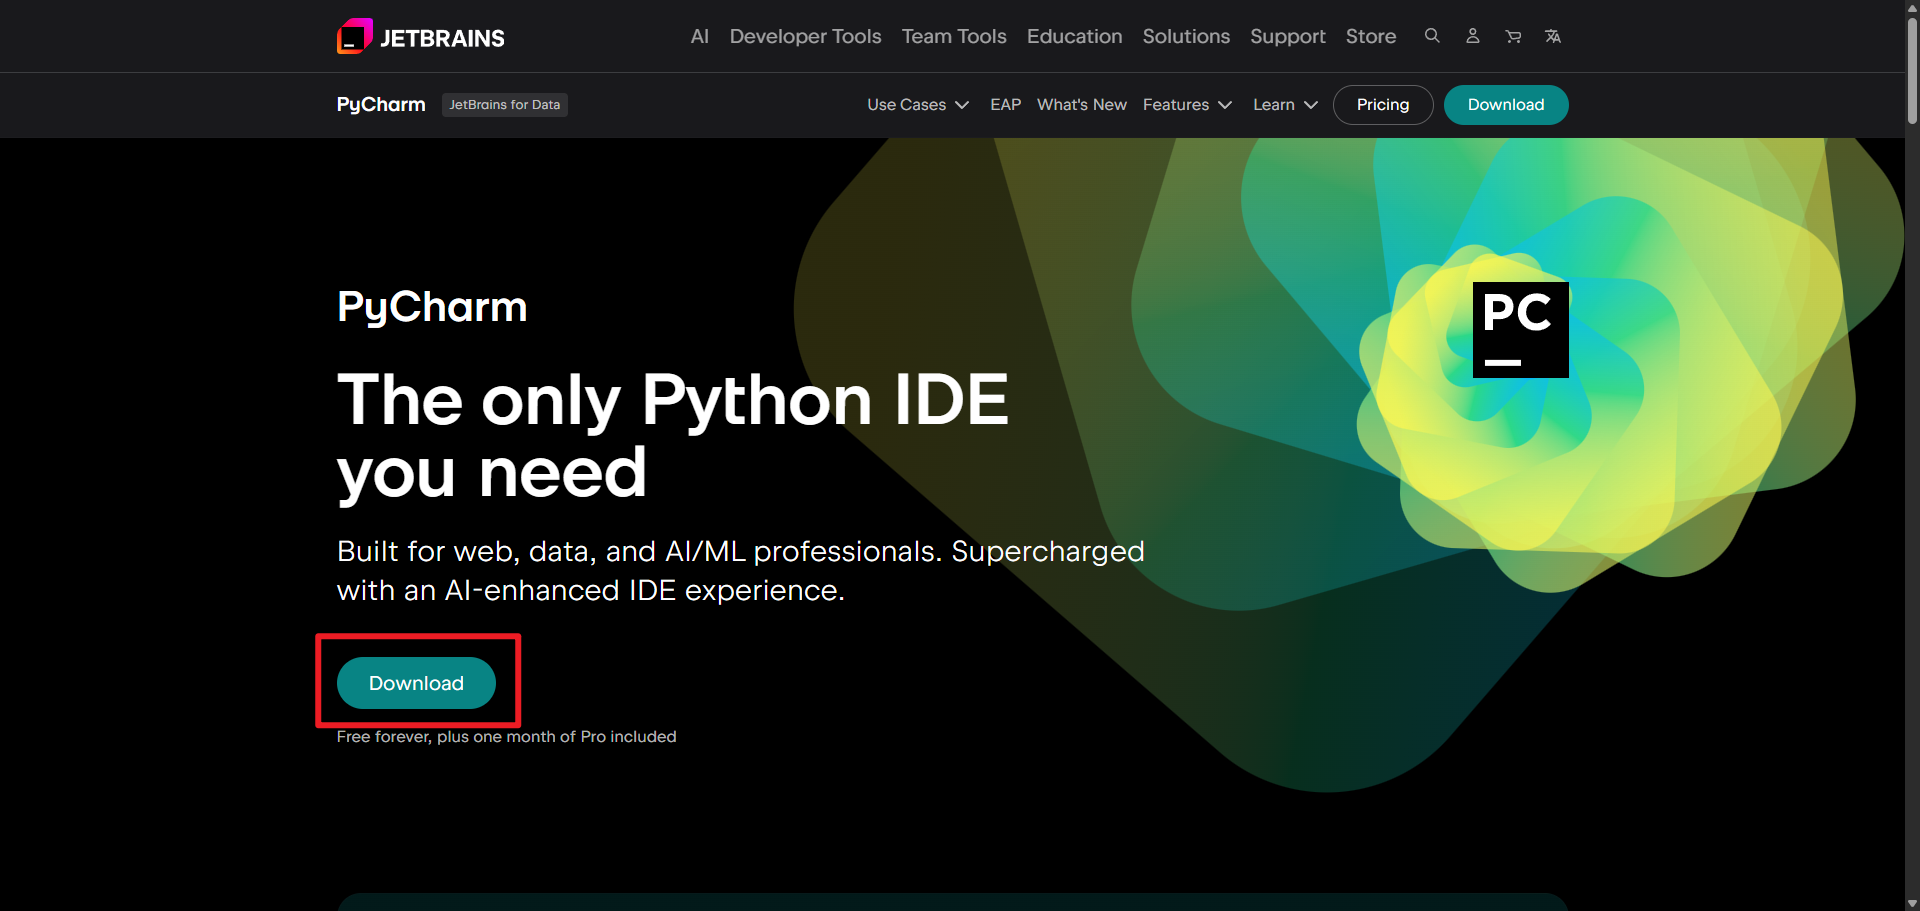 JETBRAINS
AI Developer Tools Team Tools Education Solutions Support Store
PyCharm JetBrains for Data
Use Cases EAP What's New Features Learn Pricing Download
PC
PyCharm
The only Python IDE
you need
Built for web, data, and AI/ML professionals. Supercharged
with an AI-enhanced IDE experience.
Download
Free forever, plus one month of Pro included